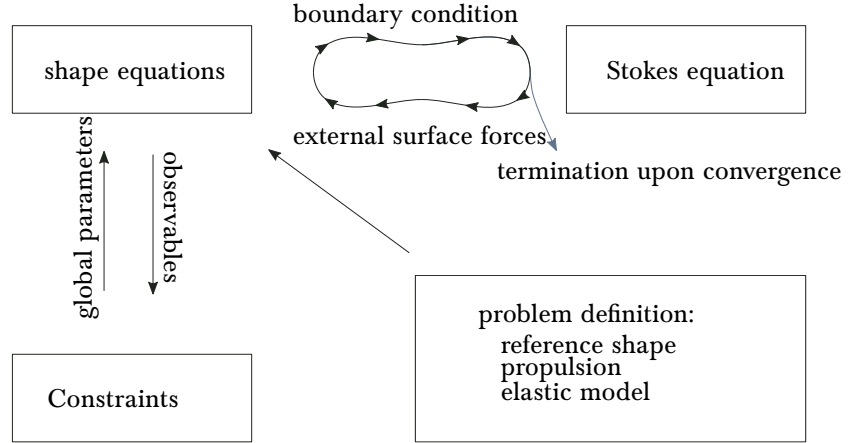 boundary condition
shape equations
Stokes equation
external surface forces
termination upon convergence
global parameters
observables
problem definition:
reference shape
propulsion
elastic model
Constraints